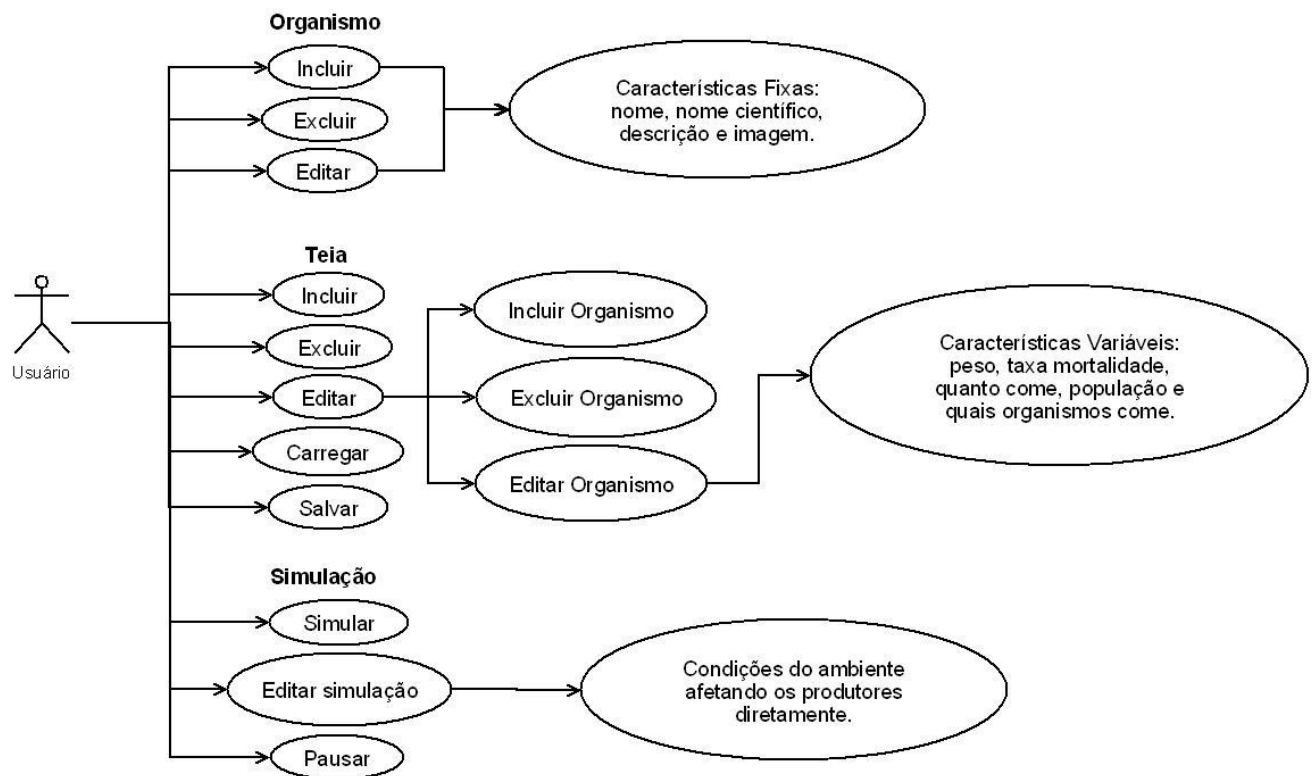 Organismo
Incluir
Excluir
Editar
Características Fixas:
nome, nome científico,
descrição e imagem.
Teia
Incluir
Excluir
Editar
Carregar
Salvar
Incluir Organismo
Excluir Organismo
Editar Organismo
Características Variáveis:
peso, taxa mortalidade,
quanto come, população e
quais organismos come.
Usuário
Simulação
Simular
Editar simulação
Pausar
Condições do ambiente
afetando os produtores
diretamente.